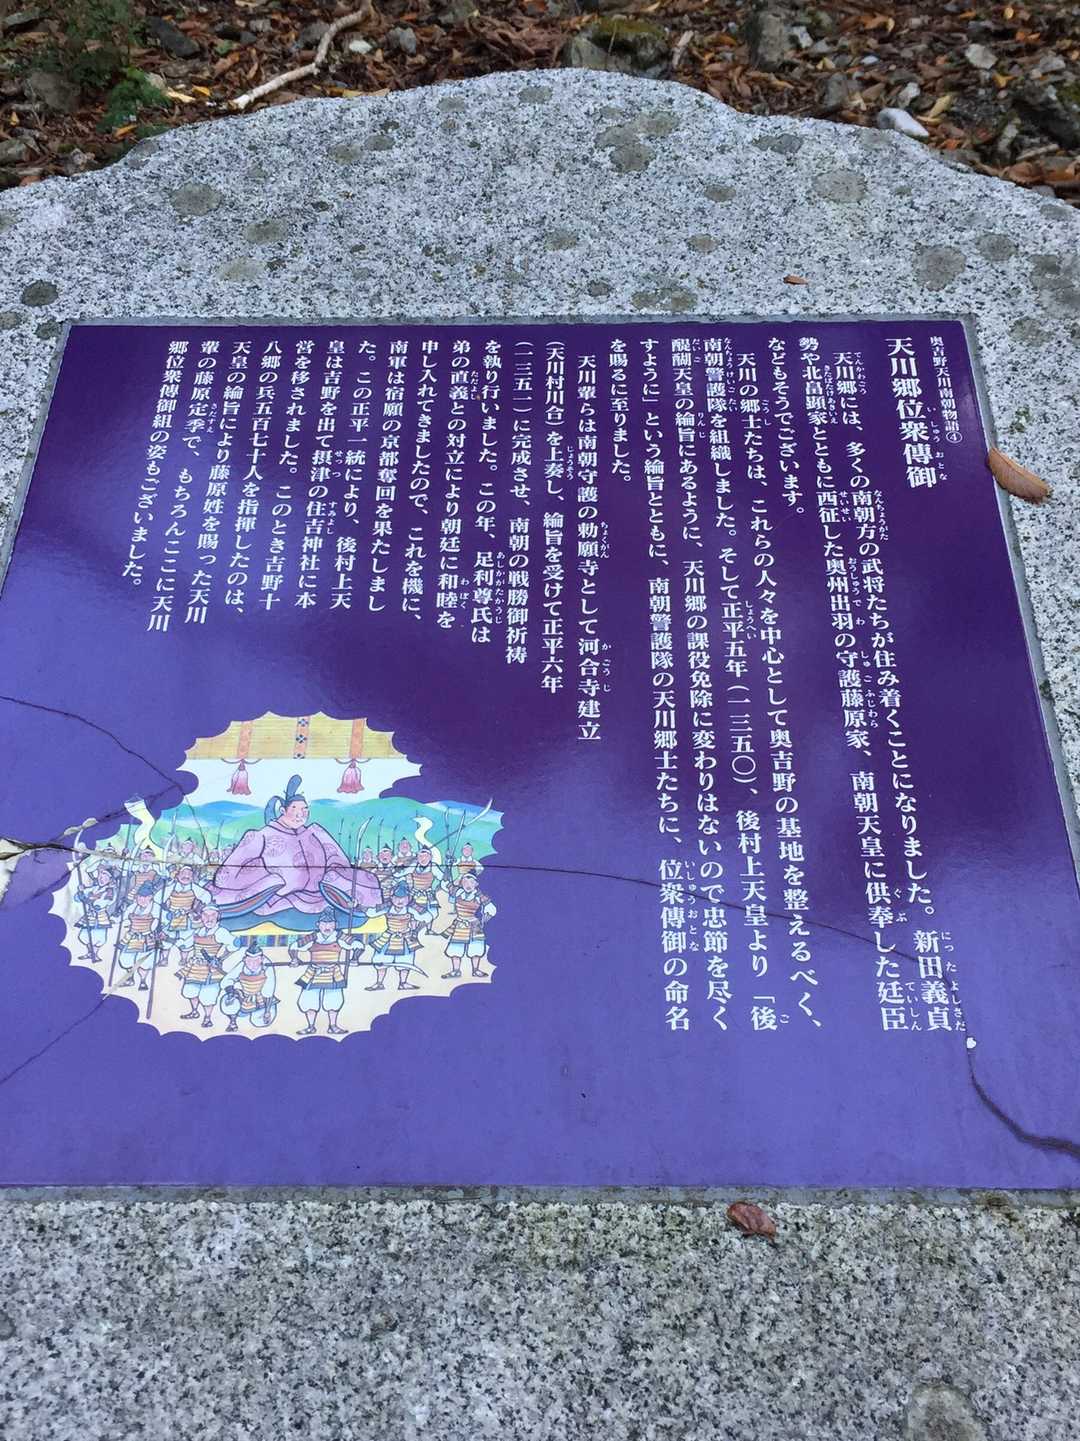 奥吉野天川南朝物語④
天川郷位衆傳御
天川郷には、多くの南朝方の武将たちが住み着くことになりました。新田義貞
勢や北畠顕家とともに西征した奥州出羽の守護藤原家、南朝天皇に供奉した廷臣
などもそうでございます。
天川の郷士たちは、これらの人々を中心として奥吉野の基地を整えるべく、
南朝警護隊を組織しました。そして正平五年(一三五〇)、後村上天皇より「後
醍醐天皇の綸旨にあるように、天川郷の課役免除に変わりはないので忠節を尽く
すように」という綸旨とともに、南朝警護隊の天川郷士たちに、位衆傳御の命名
を賜るに至りました。
天川輩らは南朝守護の勅願寺として河合寺建立
(天川村川合)を上奏し、綸旨を受けて正平六年
(一三五一)に完成させ、南朝の戦勝御祈祷
を執り行いました。この年、足利尊氏は
弟の直義との対立により朝廷に和睦を
申し入れてきましたので、これを機に、
南軍は宿願の京都奪回を果たしまし
た。この正平一統により、後村上天
皇は吉野を出て摂津の住吉神社に本
営を移されました。このとき吉野十
八郷の兵五百七十人を指揮したのは、
天皇の綸旨により藤原姓を賜った天川
輩の藤原定季で、もちろんここに天川
郷位衆傳御組の姿もございました。